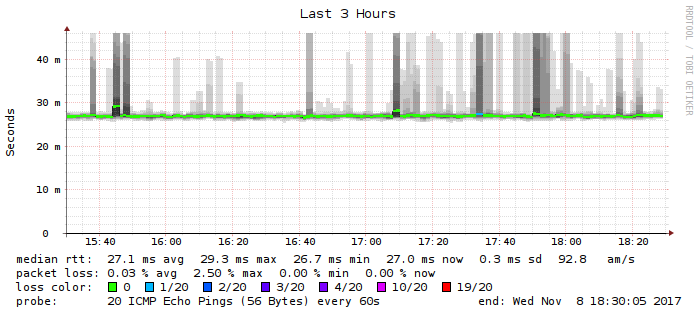 Last 3 Hours
RRDTOOL / TOBI OETIKER
Seconds
40 m
30 m
20 m
10 m
0
15:40 16:00 16:20 16:40 17:00 17:20 17:40 18:00 18:20
median rtt: 27.1 ms avg 29.3 ms max 26.7 ms min 27.0 ms now 0.3 ms sd 92.8 am/s
packet loss: 0.03 % avg 2.50 % max 0.00 % min 0.00 % now
loss color: 0 1/20 2/20 3/20 4/20 10/20 19/20
probe: 20 ICMP Echo Pings (56 Bytes) every 60s end: Wed Nov 8 18:30:05 2017